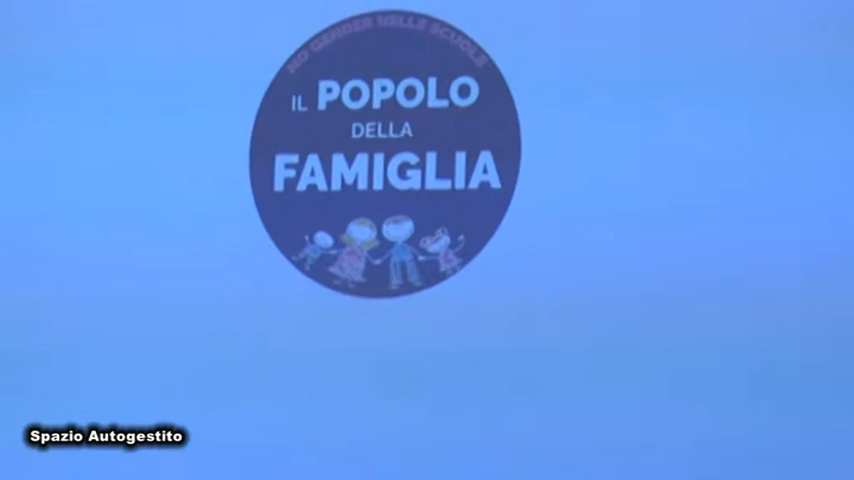 NO GENDER NELLE SCUOLE
IL POPOLO
DELLA
FAMIGLIA
Spazio Autogestito